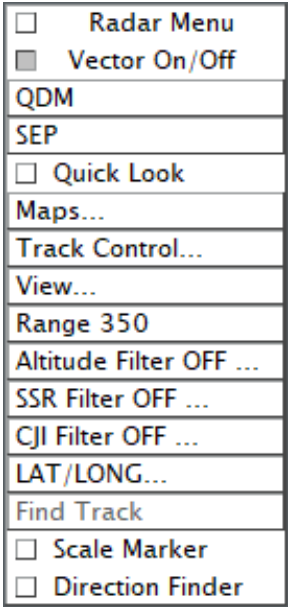 Radar Menu
Vector On/Off
QDM
SEP
Quick Look
Maps...
Track Control...
View...
Range 350
Altitude Filter OFF ...
SSR Filter OFF ...
CJI Filter OFF ...
LAT/LONG...
Find Track
Scale Marker
Direction Finder